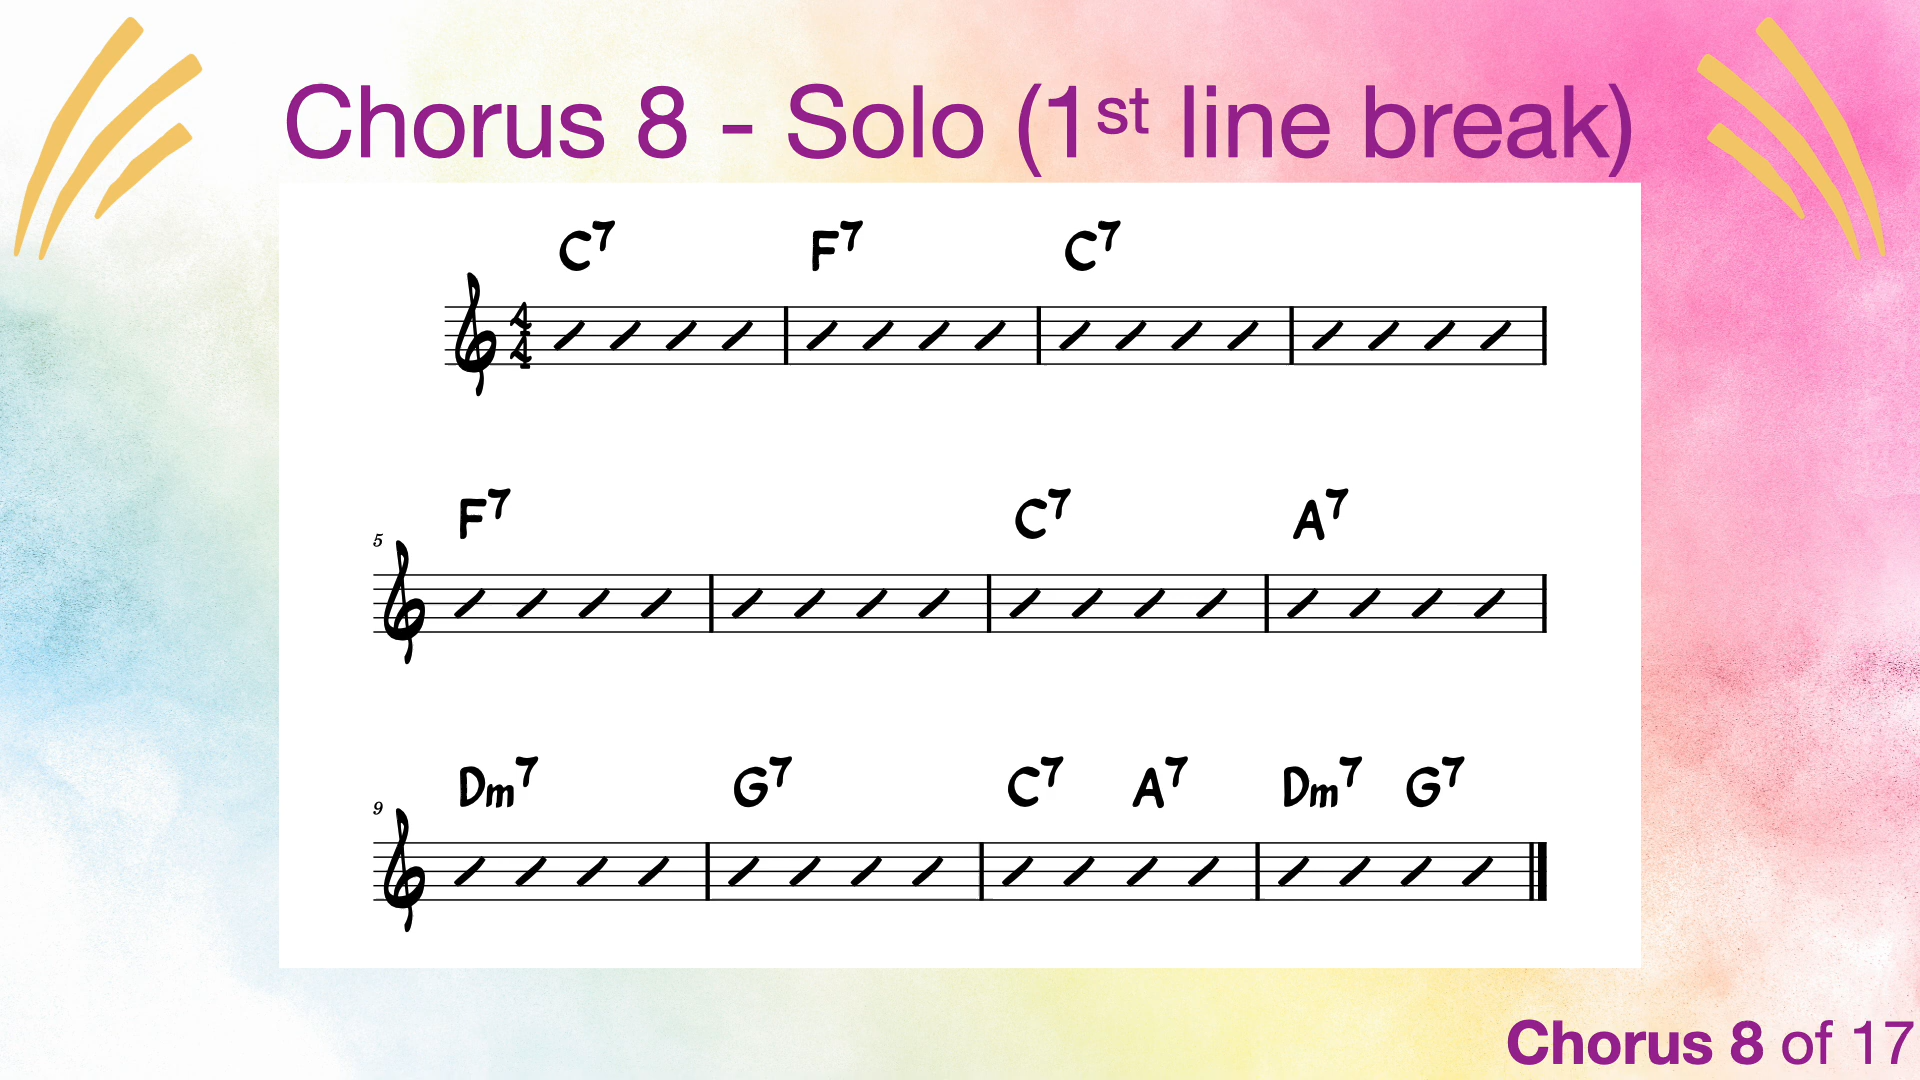 Chorus 8 - Solo (1st line break)
C7 F7 C7
4
4
5
F7 C7 A7
9
Dm7 G7 C7 A7 Dm7 G7
Chorus 8 of 17